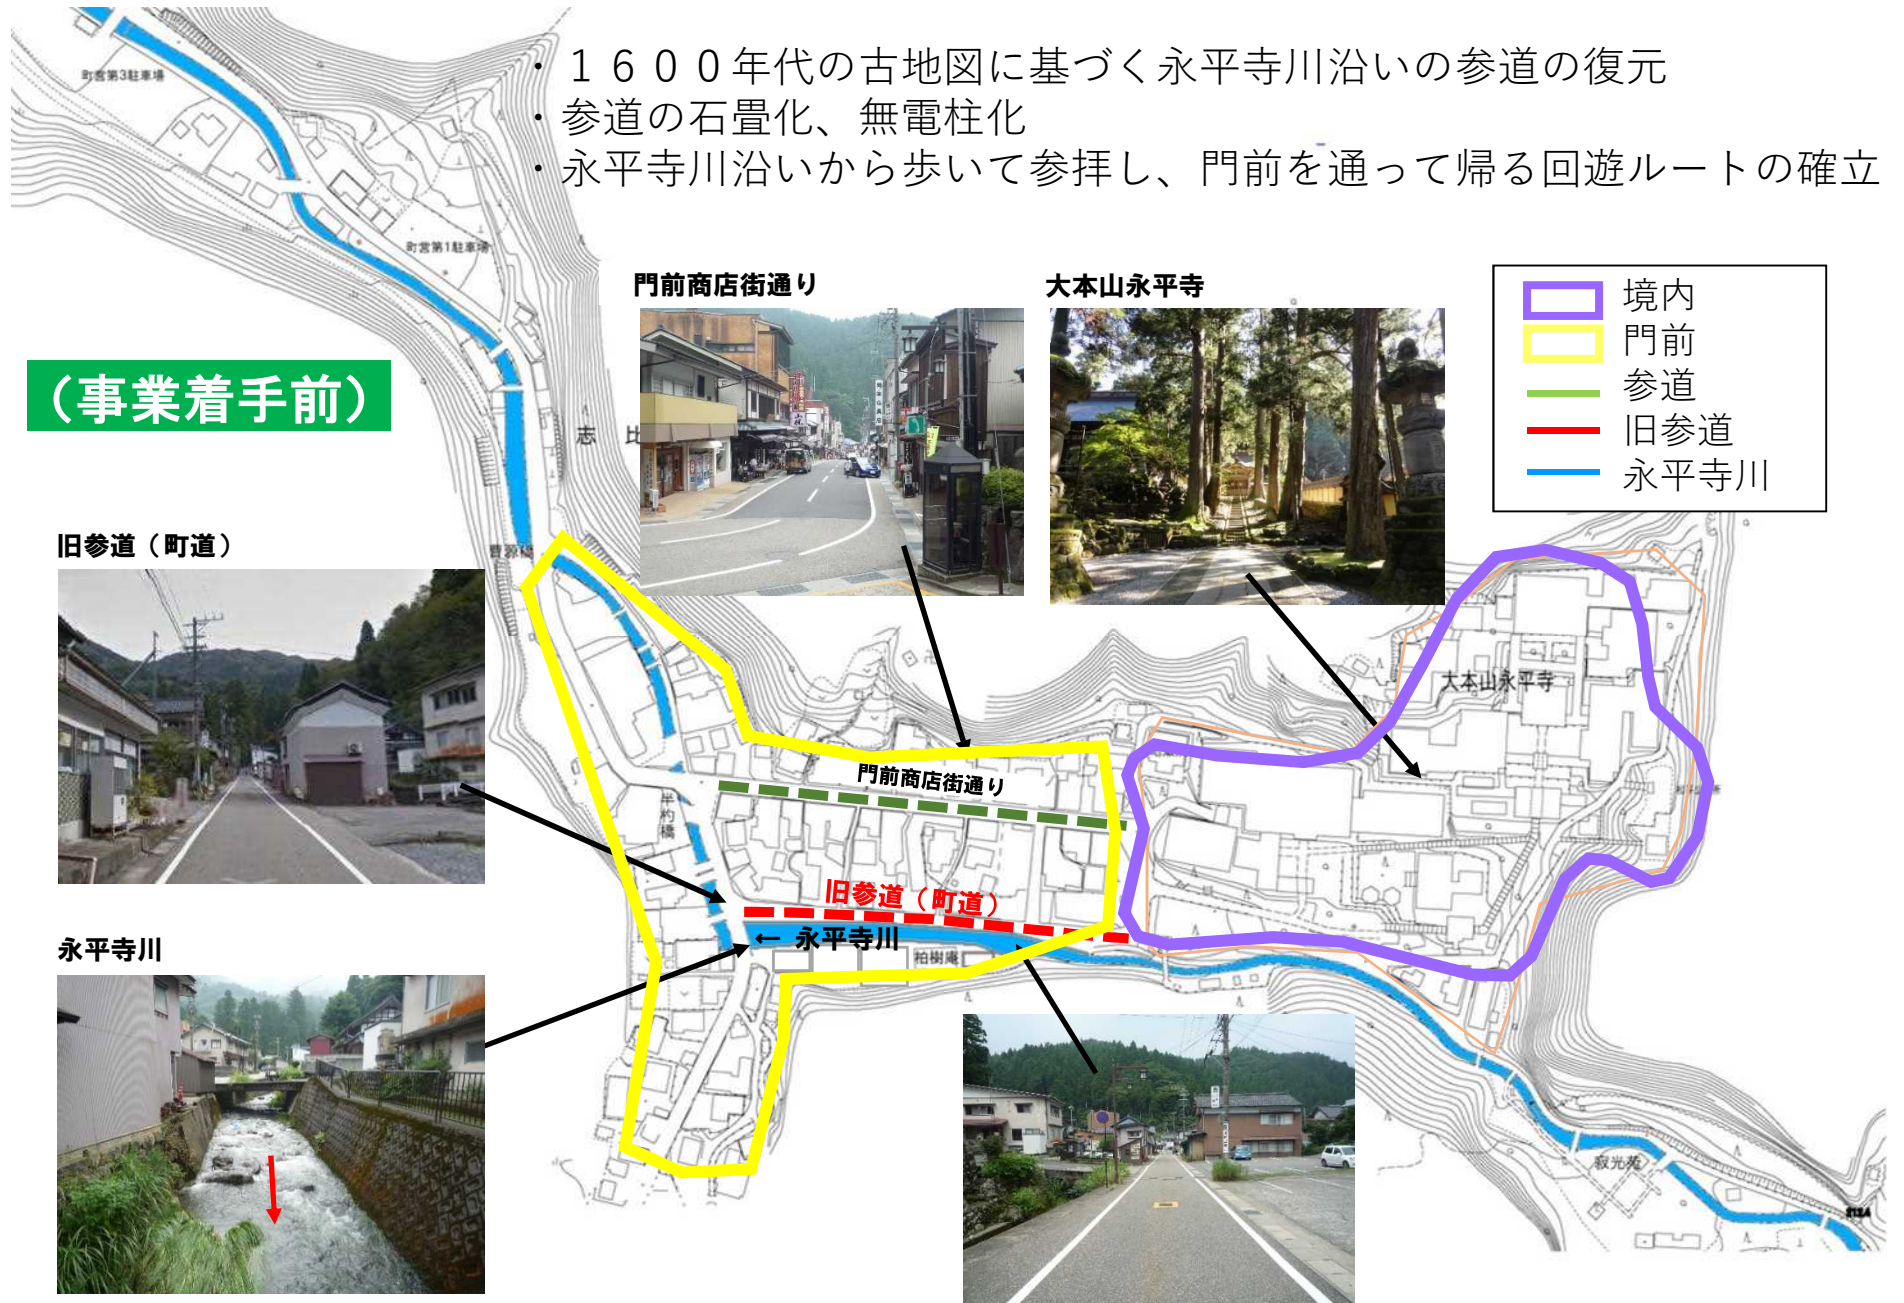 ・１６００年代の古地図に基づく永平寺川沿いの参道の復元
・参道の石畳化、無電柱化
・永平寺川沿いから歩いて参拝し、門前を通って帰る回遊ルートの確立
町営第3駐車場
町営第1駐車場
（事業着手前）
門前商店街通り
大本山永平寺
境内
門前
参道
旧参道
永平寺川
志 比
旧参道（町道）
大本山永平寺
門前商店街通り
半杓橋
旧参道（町道）
← 永平寺川
柏樹庵
永平寺川
寂光苑